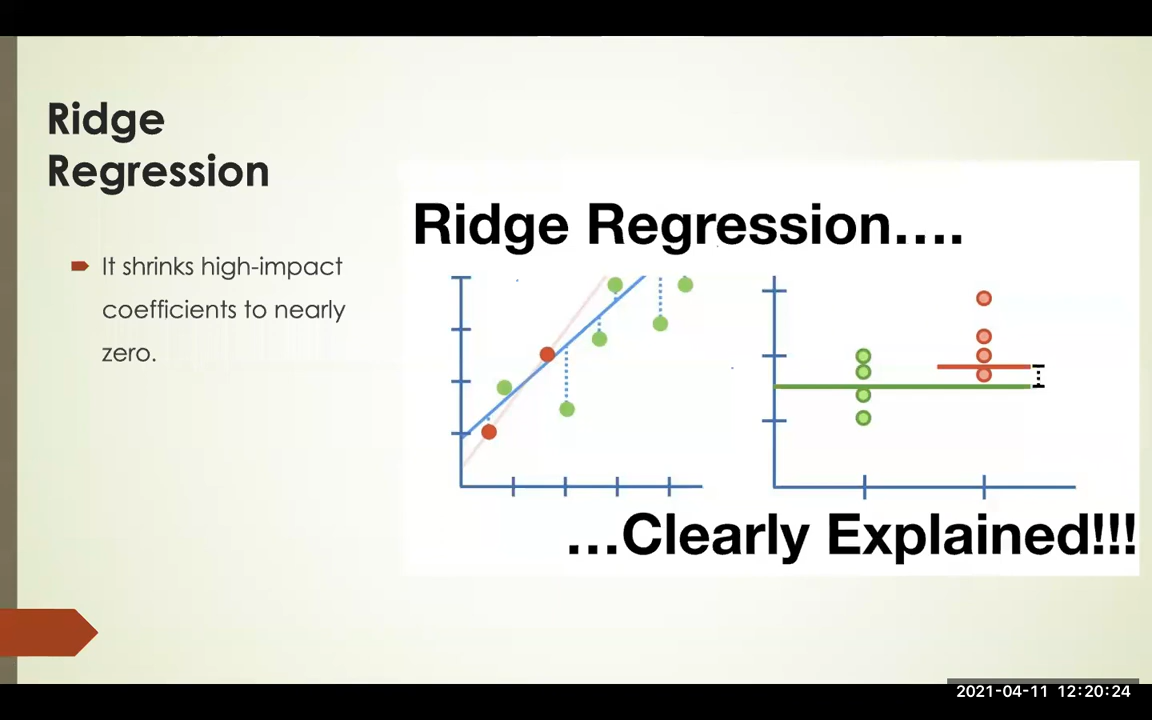 Ridge
Regression
It shrinks high-impact
coefficients to nearly
zero.
Ridge Regression....
...Clearly Explained!!!
2021-04-11 12:20:24